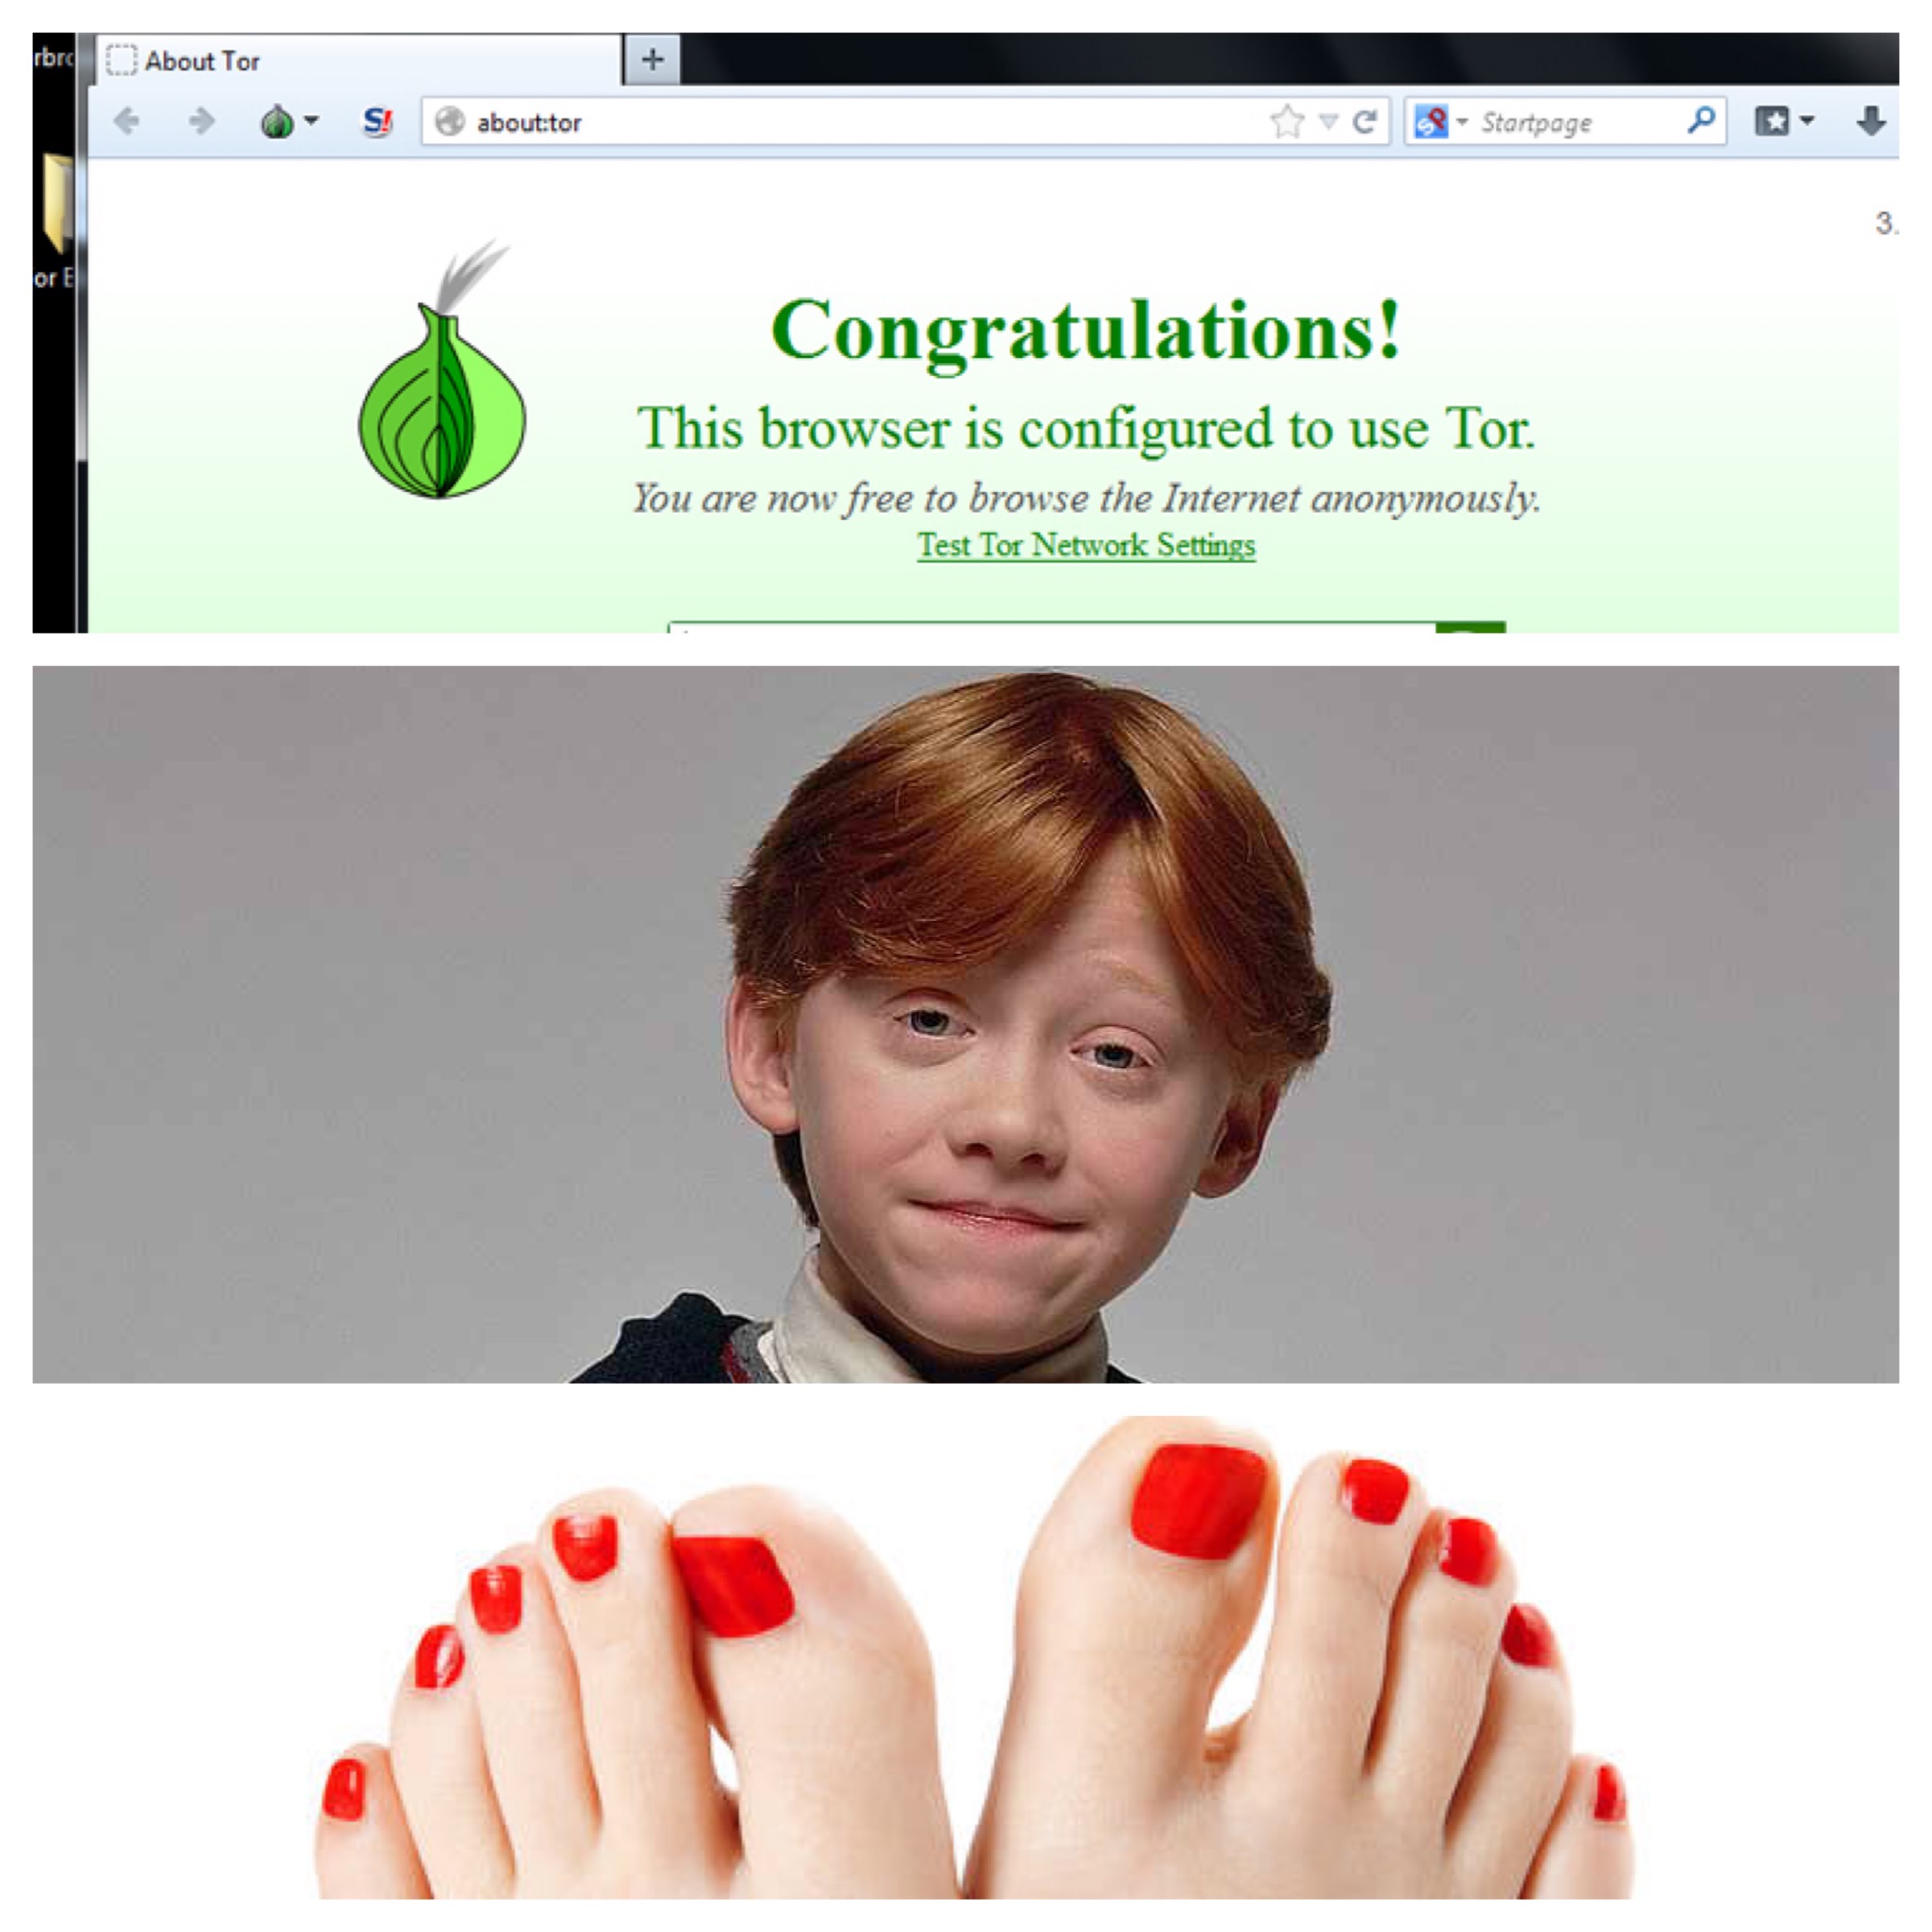 rbro
About Tor
S!
about:tor
Startpage
or E
3.
Congratulations!
This browser is configured to use Tor.
You are now free to browse the Internet anonymously.
Test Tor Network Settings